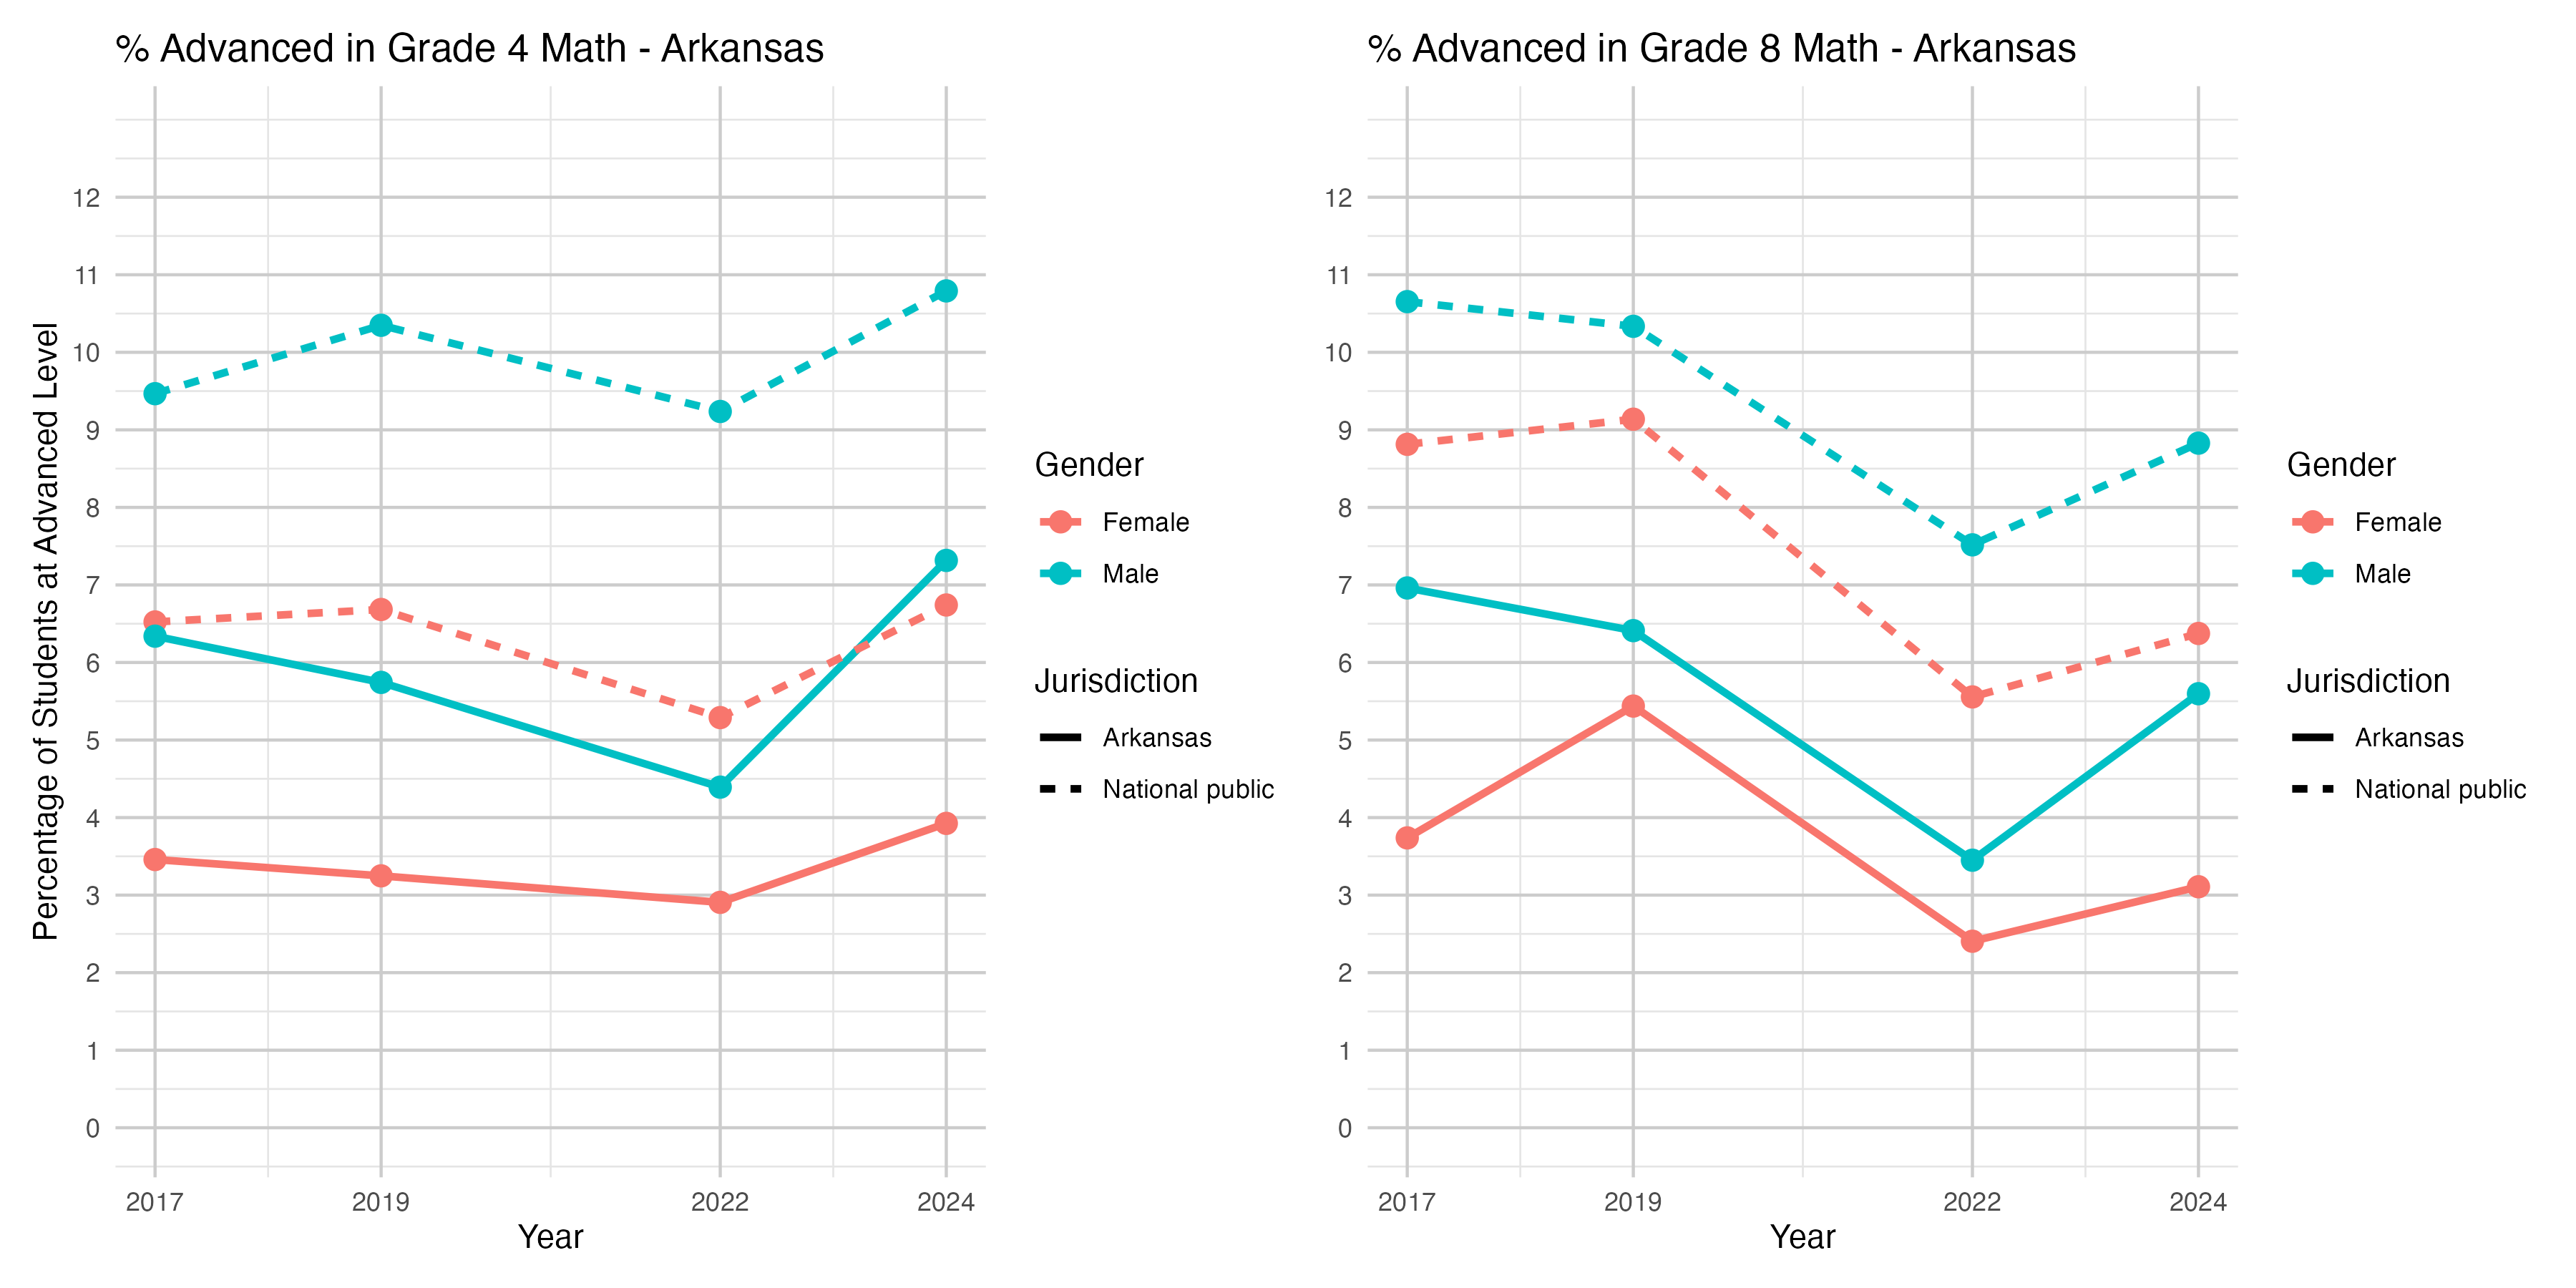 % Advanced in Grade 4 Math - Arkansas
Percentage of Students at Advanced Level
12
11
10
9
8
7
6
5
4
3
2
1
0
2017
2019
2022
2024
Year
Gender
Female
Male
Jurisdiction
Arkansas
National public
% Advanced in Grade 8 Math - Arkansas
12
11
10
9
8
7
6
5
4
3
2
1
0
2017
2019
2022
2024
Year
Gender
Female
Male
Jurisdiction
Arkansas
National public